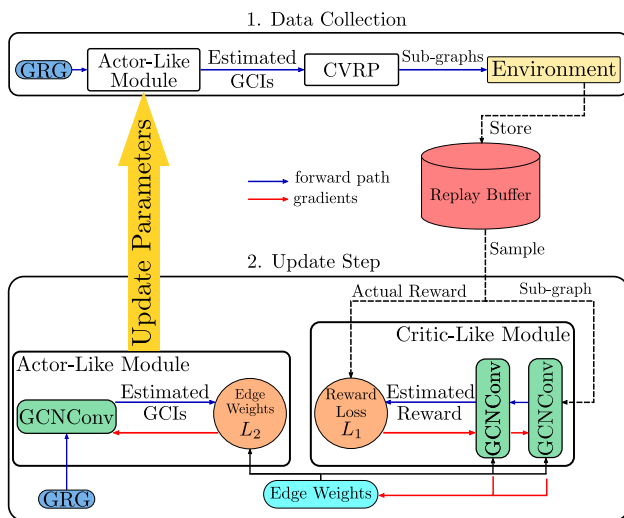 1. Data Collection
GRG
Actor-Like
Module
Estimated
GCIs
CVRP
Sub-graphs
Environment
Store
Update Parameters
forward path
gradients
Replay Buffer
Sample
2. Update Step
Actual Reward
Sub-graph
Actor-Like Module
GCNConv
Estimated
GCIs
Edge
Weights
L₂
GRG
Critic-Like Module
Reward
Loss
L₁
Estimated
Reward
GCNConv
GCNConv
Edge Weights